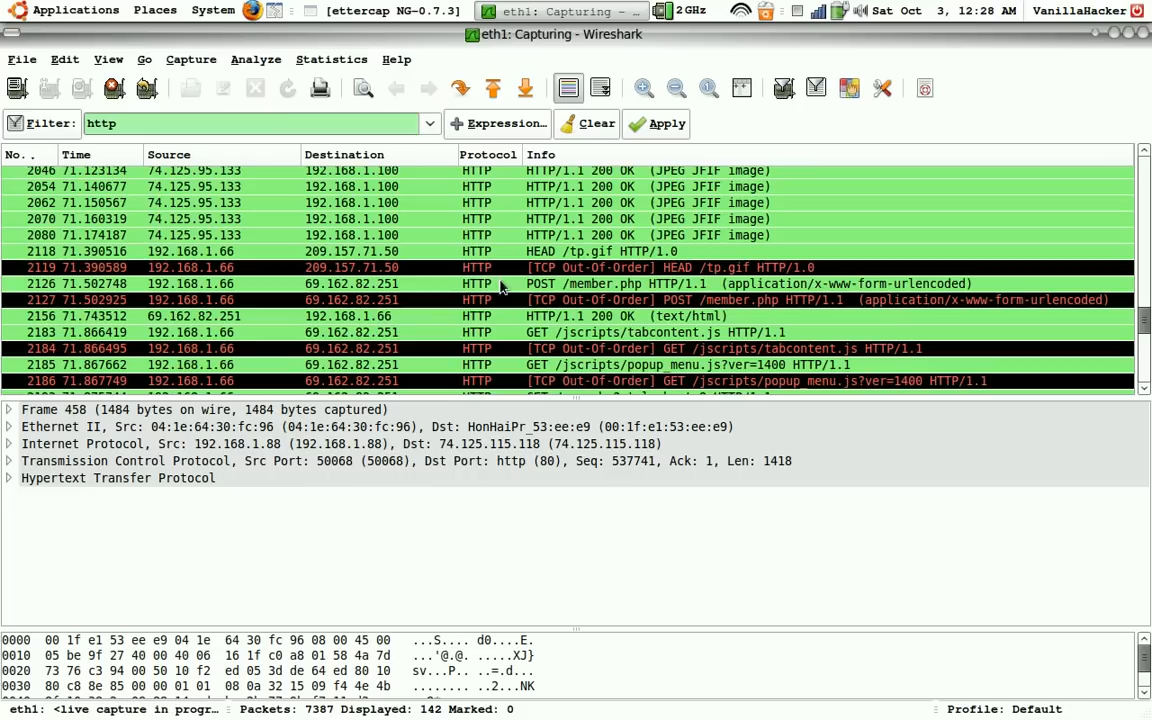 Applications Places System [ettercap NG-0.7.3] eth1: Capturing - ... 2 GHz Sat Oct 3, 12:28 AM VanillaHacker
eth1: Capturing - Wireshark
File Edit View Go Capture Analyze Statistics Help
Filter: http Expression... Clear Apply
No. . Time Source Destination Protocol Info
2046 71.123134 74.125.95.133 192.168.1.100 HTTP HTTP/1.1 200 OK (JPEG JFIF image)
2054 71.140677 74.125.95.133 192.168.1.100 HTTP HTTP/1.1 200 OK (JPEG JFIF image)
2062 71.150567 74.125.95.133 192.168.1.100 HTTP HTTP/1.1 200 OK (JPEG JFIF image)
2070 71.160319 74.125.95.133 192.168.1.100 HTTP HTTP/1.1 200 OK (JPEG JFIF image)
2080 71.174187 74.125.95.133 192.168.1.100 HTTP HTTP/1.1 200 OK (JPEG JFIF image)
2118 71.390516 192.168.1.66 209.157.71.50 HTTP HEAD /tp.gif HTTP/1.0
2119 71.390589 192.168.1.66 209.157.71.50 HTTP [TCP Out-Of-Order] HEAD /tp.gif HTTP/1.0
2126 71.502748 192.168.1.66 69.162.82.251 HTTP POST /member.php HTTP/1.1 (application/x-www-form-urlencoded)
2127 71.502925 192.168.1.66 69.162.82.251 HTTP [TCP Out-Of-Order] POST /member.php HTTP/1.1 (application/x-www-form-urlencoded)
2156 71.743512 69.162.82.251 192.168.1.66 HTTP HTTP/1.1 200 OK (text/html)
2183 71.866419 192.168.1.66 69.162.82.251 HTTP GET /jscripts/tabcontent.js HTTP/1.1
2184 71.866495 192.168.1.66 69.162.82.251 HTTP [TCP Out-Of-Order] GET /jscripts/tabcontent.js HTTP/1.1
2185 71.867662 192.168.1.66 69.162.82.251 HTTP GET /jscripts/popup_menu.js?ver=1400 HTTP/1.1
2186 71.867749 192.168.1.66 69.162.82.251 HTTP [TCP Out-Of-Order] GET /jscripts/popup_menu.js?ver=1400 HTTP/1.1
Frame 458 (1484 bytes on wire, 1484 bytes captured)
Ethernet II, Src: 04:1e:64:30:fc:96 (04:1e:64:30:fc:96), Dst: HonHaiPr_53:ee:e9 (00:1f:e1:53:ee:e9)
Internet Protocol, Src: 192.168.1.88 (192.168.1.88), Dst: 74.125.115.118 (74.125.115.118)
Transmission Control Protocol, Src Port: 50068 (50068), Dst Port: http (80), Seq: 537741, Ack: 1, Len: 1418
Hypertext Transfer Protocol
0000 00 1f e1 53 ee e9 04 1e 64 30 fc 96 08 00 45 00 ...S.... d0....E.
0010 05 be 9f 27 40 00 40 06 16 1f c0 a8 01 58 4a 7d ...'@.@. .....XJ}
0020 73 76 c3 94 00 50 10 f2 ed 05 3d de 64 ed 80 10 sv...P.. ..=.d...
0030 80 c8 8e 85 00 00 01 01 08 0a 32 15 09 f4 4e 4b ........ ..2...NK
eth1: <live capture in progr... Packets: 7387 Displayed: 142 Marked: 0 Profile: Default